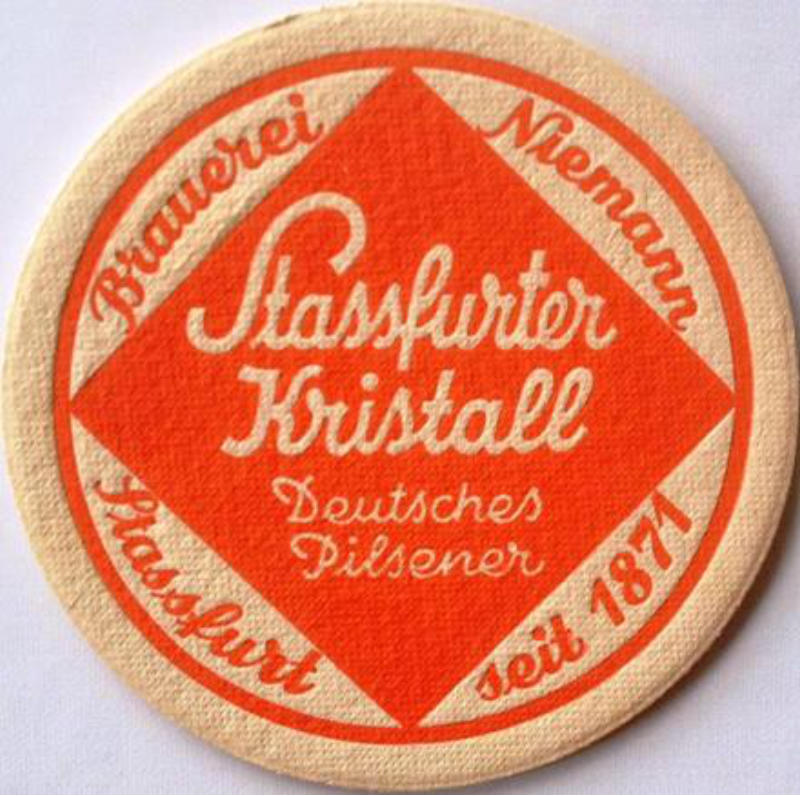 Brauerei
Niemann
Stassfurter
Kristall
Deutsches
Pilsener
Stassfurt
seit 1871